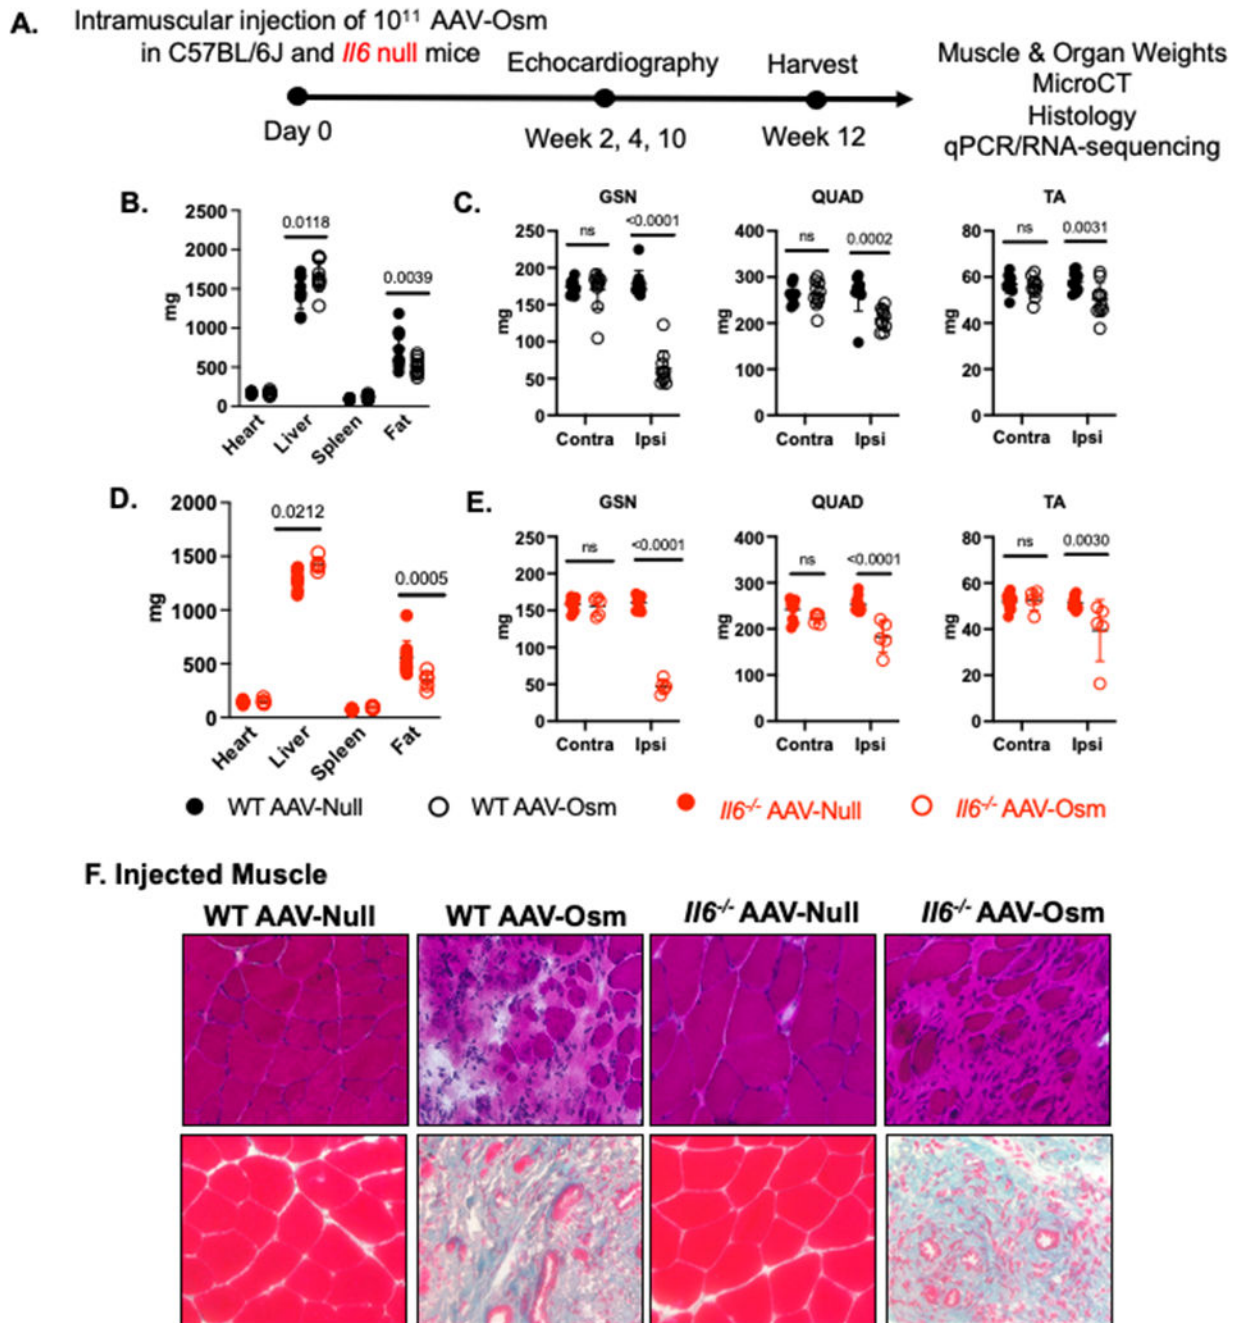 A.
Intramuscular injection of 10¹¹ AAV-Osm
in C57BL/6J and Il6 null mice
Echocardiography
Harvest
Day 0
Week 2, 4, 10
Week 12
Muscle & Organ Weights
MicroCT
Histology
qPCR/RNA-sequencing
B.
mg
2500
2000
1500
1000
500
0
0.0118
0.0039
Heart
Liver
Spleen
Fat
C.
GSN
mg
250
200
150
100
50
0
ns
<0.0001
Contra
Ipsi
QUAD
mg
400
300
200
100
0
ns
0.0002
Contra
Ipsi
TA
mg
80
60
40
20
0
ns
0.0031
Contra
Ipsi
D.
mg
2000
1500
1000
500
0
0.0212
0.0005
Heart
Liver
Spleen
Fat
E.
GSN
mg
250
200
150
100
50
0
ns
<0.0001
Contra
Ipsi
QUAD
mg
400
300
200
100
0
ns
<0.0001
Contra
Ipsi
TA
mg
80
60
40
20
0
ns
0.0030
Contra
Ipsi
WT AAV-Null
WT AAV-Osm
Il6-/- AAV-Null
Il6-/- AAV-Osm
F. Injected Muscle
WT AAV-Null
WT AAV-Osm
Il6-/- AAV-Null
Il6-/- AAV-Osm